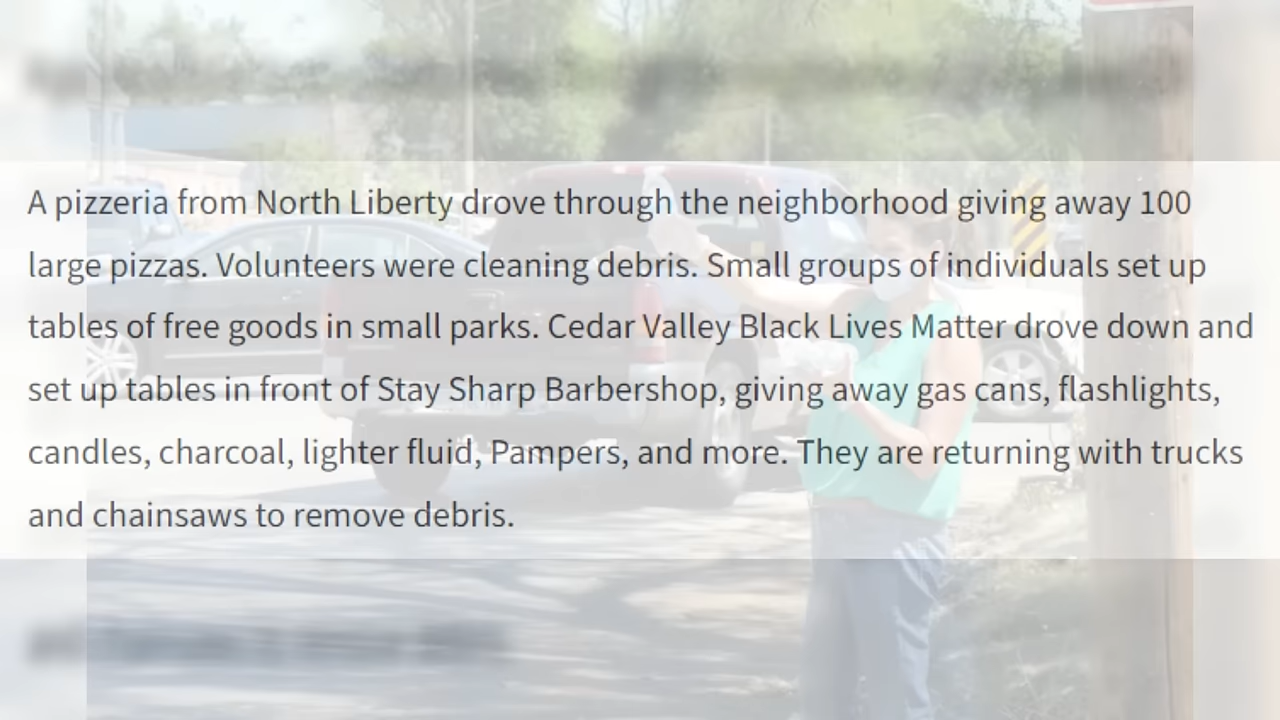 A pizzeria from North Liberty drove through the neighborhood giving away 100
large pizzas. Volunteers were cleaning debris. Small groups of individuals set up
tables of free goods in small parks. Cedar Valley Black Lives Matter drove down and
set up tables in front of Stay Sharp Barbershop, giving away gas cans, flashlights,
candles, charcoal, lighter fluid, Pampers, and more. They are returning with trucks
and chainsaws to remove debris.